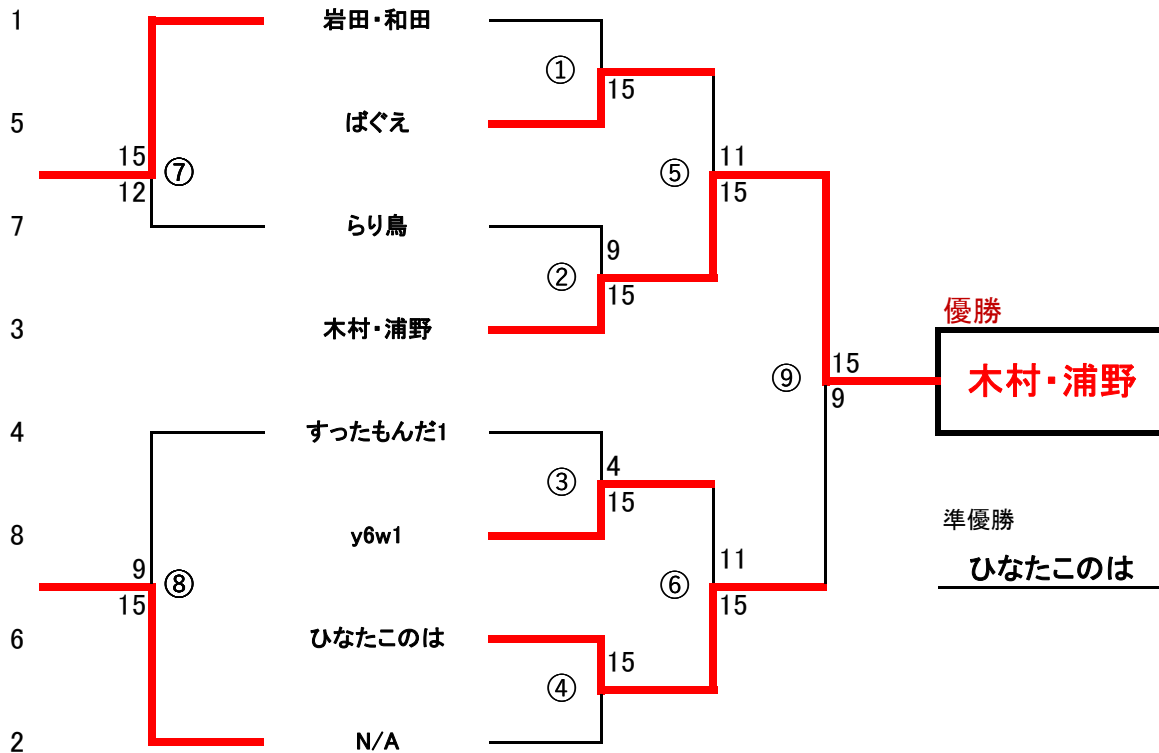 1 岩田・和田
① 15
5 ばぐえ
15 ⑦ 12
⑤ 11 15
7 らり鳥
② 9 15
3 木村・浦野
優勝
⑨ 15 9
木村・浦野
4 すったもんだ1
③ 4 15
8 y6w1
準優勝
9 ⑧ 15
⑥ 11 15
ひなたこのは
6 ひなたこのは
④ 15
2 N/A